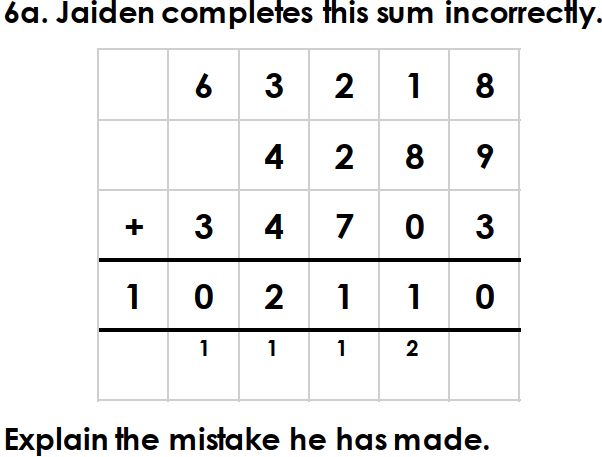 6a. Jaiden completes this sum incorrectly.
6 3 2 1 8
4 2 8 9
+ 3 4 7 0 3
1 0 2 1 1 0
1 1 1 2
Explain the mistake he has made.